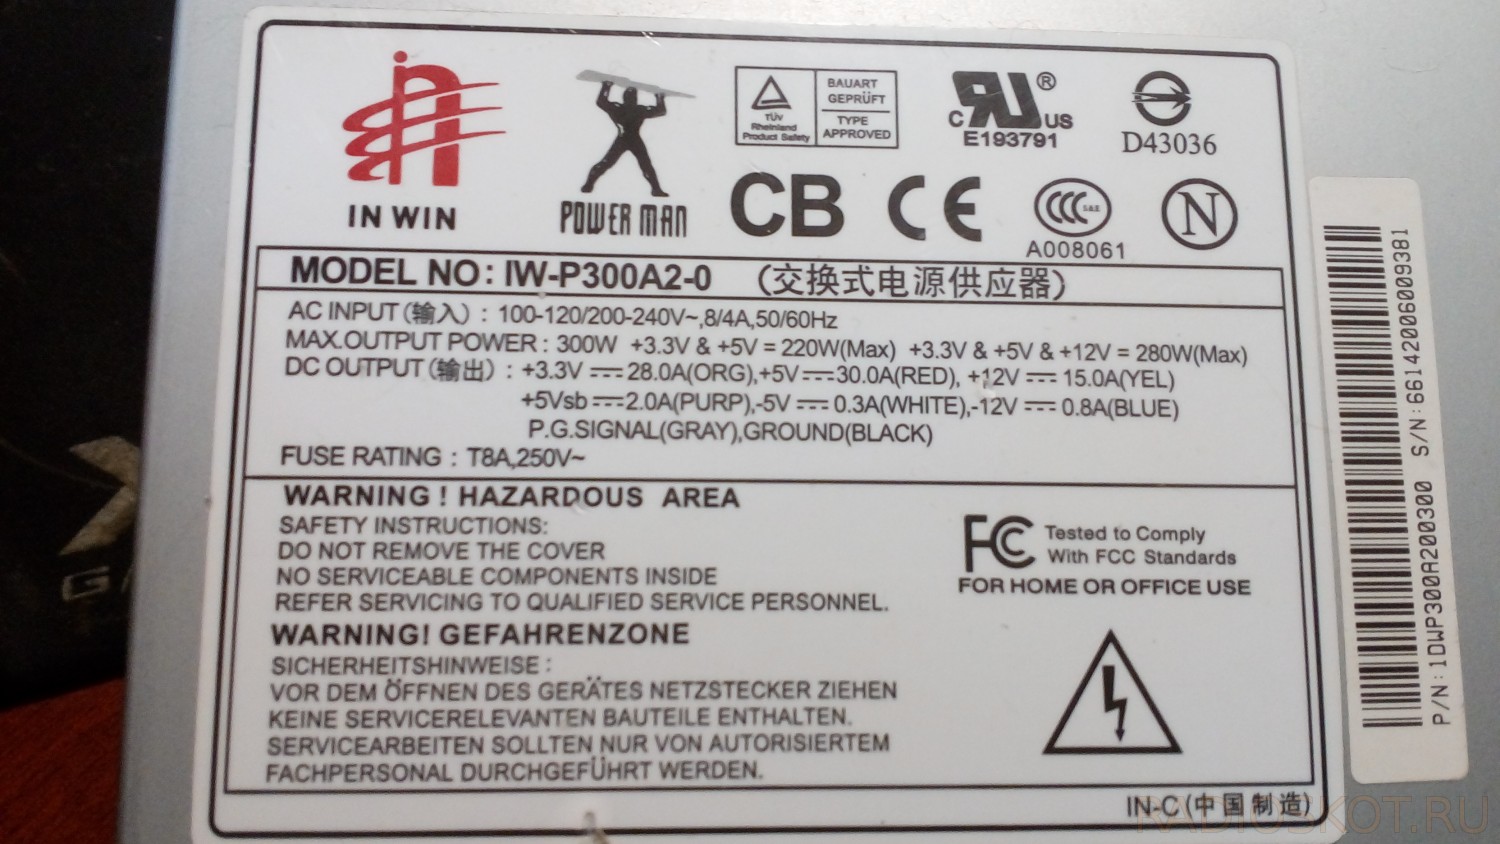 IN WIN
POWER MAN
TÜV
Rheinland
Product Safety
BAUART
GEPRÜFT
TYPE
APPROVED
C US ®
E193791
D43036
CB CE
CCC S&E
A008061
N
MODEL NO: IW-P300A2-0 (交换式电源供应器)
AC INPUT(输入) : 100-120/200-240V~,8/4A,50/60Hz
MAX.OUTPUT POWER : 300W +3.3V & +5V = 220W(Max) +3.3V & +5V & +12V = 280W(Max)
DC OUTPUT(输出) : +3.3V ⎓ 28.0A(ORG),+5V ⎓ 30.0A(RED), +12V ⎓ 15.0A(YEL)
+5Vsb ⎓ 2.0A(PURP),-5V ⎓ 0.3A(WHITE),-12V ⎓ 0.8A(BLUE)
P.G.SIGNAL(GRAY),GROUND(BLACK)
FUSE RATING : T8A,250V~
WARNING ! HAZARDOUS AREA
SAFETY INSTRUCTIONS:
DO NOT REMOVE THE COVER
NO SERVICEABLE COMPONENTS INSIDE
REFER SERVICING TO QUALIFIED SERVICE PERSONNEL.
FC Tested to Comply
With FCC Standards
FOR HOME OR OFFICE USE
WARNING! GEFAHRENZONE
SICHERHEITSHINWEISE :
VOR DEM ÖFFNEN DES GERÄTES NETZSTECKER ZIEHEN
KEINE SERVICERELEVANTEN BAUTEILE ENTHALTEN.
SERVICEARBEITEN SOLLTEN NUR VON AUTORISIERTEM
FACHPERSONAL DURCHGEFÜHRT WERDEN.
IN-C(中国制造)
P/N:1DWP300A200300 S/N:66142006009381
RADIOSKOT.RU